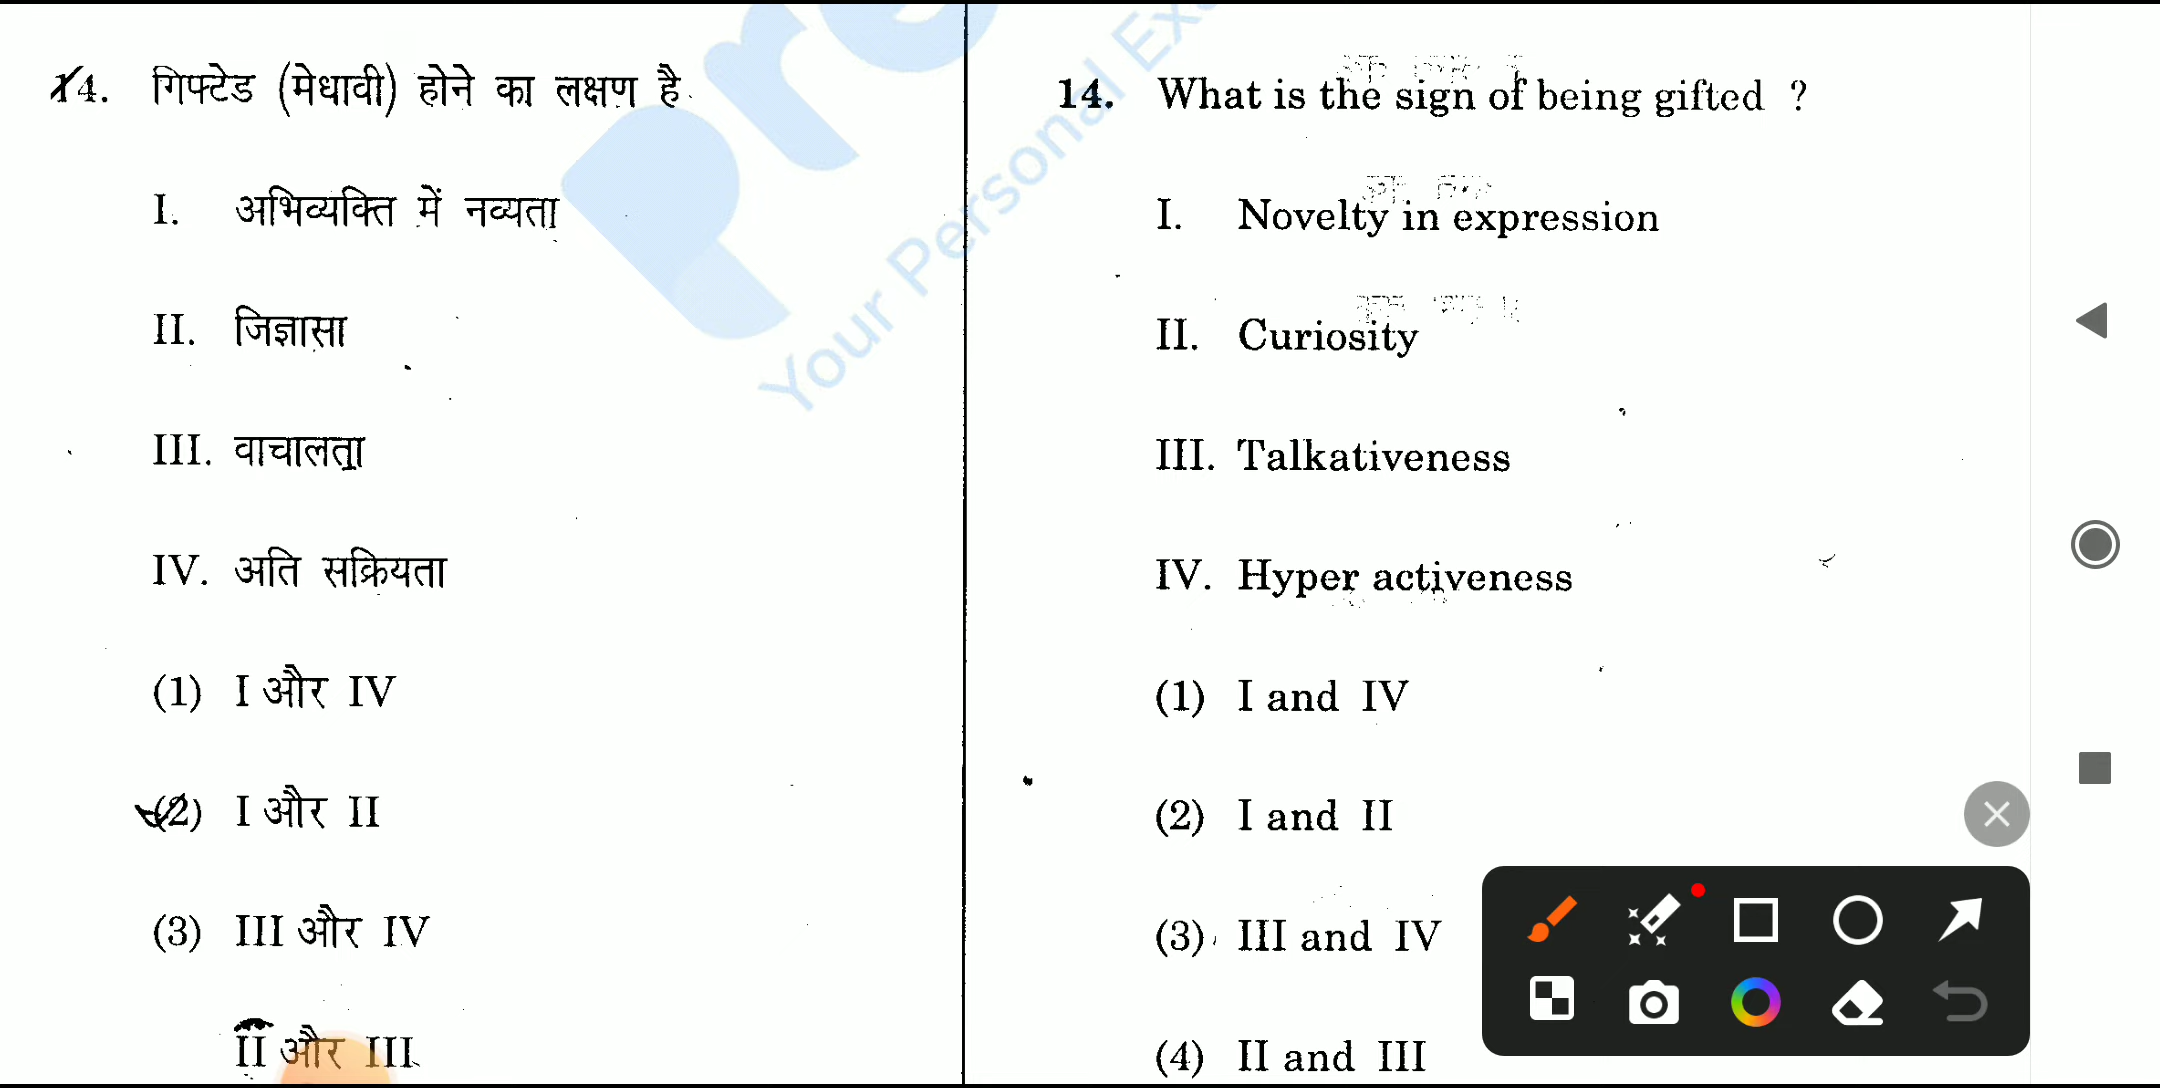 14. गिफ्टेड (मेधावी) होने का लक्षण है
I. अभिव्यक्ति में नव्यता
II. जिज्ञासा
III. वाचालता
IV. अति सक्रियता
(1) I और IV
(2) I और II
(3) III और IV
II और III
14. What is the sign of being gifted ?
I. Novelty in expression
II. Curiosity
III. Talkativeness
IV. Hyper activeness
(1) I and IV
(2) I and II
(3) III and IV
(4) II and III
Pre
Your Personal